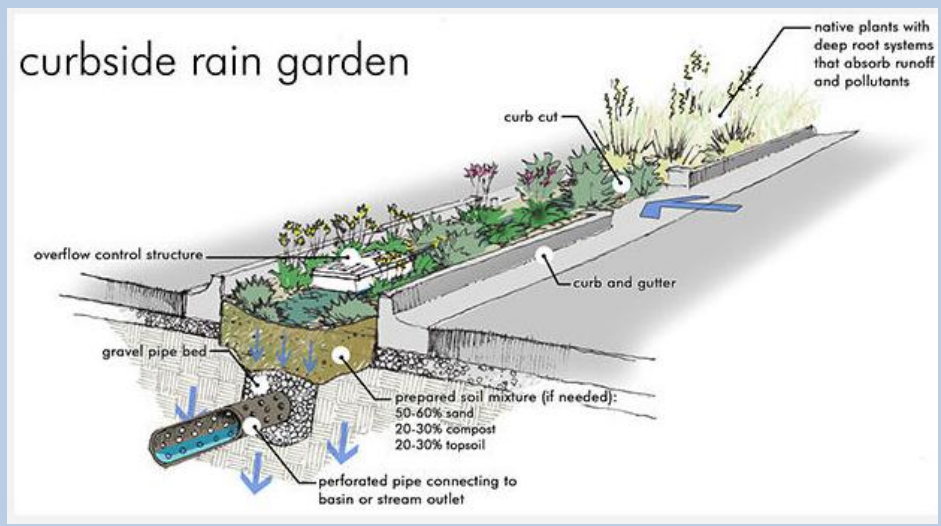 curbside rain garden
native plants with
deep root systems
that absorb runoff
and pollutants
curb cut
overflow control structure
curb and gutter
gravel pipe bed
prepared soil mixture (if needed):
50-60% sand
20-30% compost
20-30% topsoil
perforated pipe connecting to
basin or stream outlet